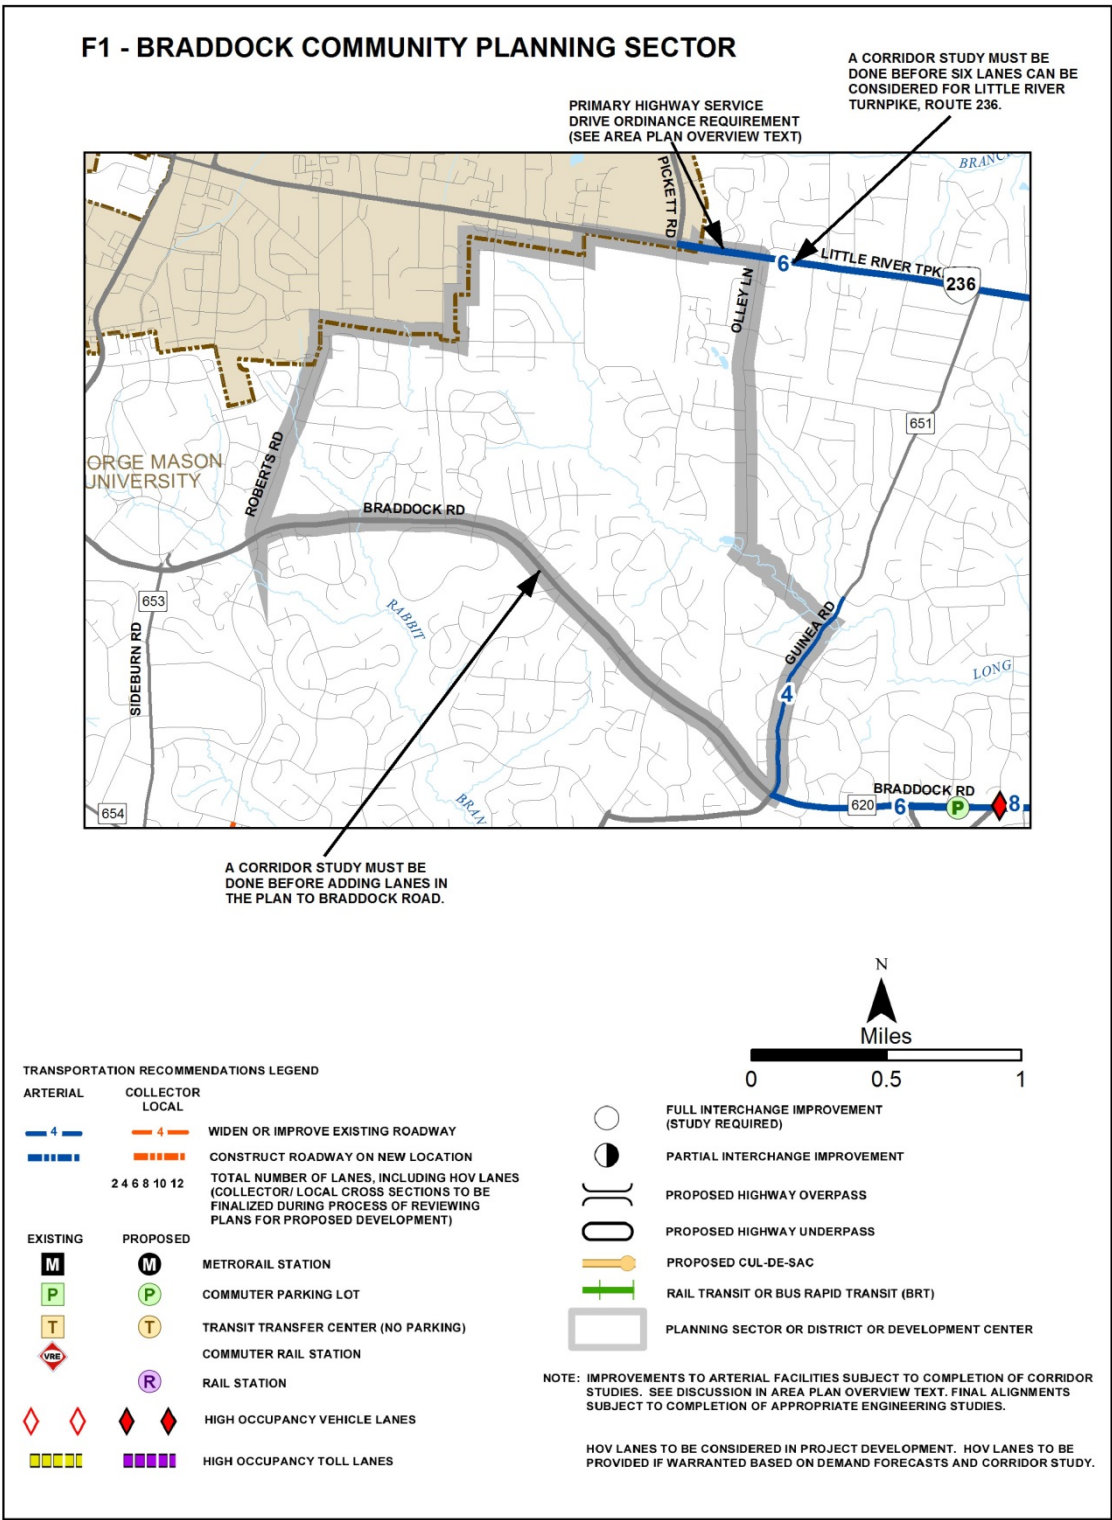 F1 - BRADDOCK COMMUNITY PLANNING SECTOR
A CORRIDOR STUDY MUST BE
DONE BEFORE SIX LANES CAN BE
CONSIDERED FOR LITTLE RIVER
TURNPIKE, ROUTE 236.
PRIMARY HIGHWAY SERVICE
DRIVE ORDINANCE REQUIREMENT
(SEE AREA PLAN OVERVIEW TEXT)
PICKETT RD
BRANC
6
LITTLE RIVER TPK
236
OLLEY LN
651
ORGE MASON
UNIVERSITY
ROBERTS RD
BRADDOCK RD
653
RABBIT
SIDEBURN RD
GUINEA RD
4
LONG
BRAN
654
BRADDOCK RD
620
6
P
8
A CORRIDOR STUDY MUST BE
DONE BEFORE ADDING LANES IN
THE PLAN TO BRADDOCK ROAD.
N
Miles
0 0.5 1
TRANSPORTATION RECOMMENDATIONS LEGEND
ARTERIAL COLLECTOR
LOCAL
4 4 WIDEN OR IMPROVE EXISTING ROADWAY
CONSTRUCT ROADWAY ON NEW LOCATION
2 4 6 8 10 12 TOTAL NUMBER OF LANES, INCLUDING HOV LANES
(COLLECTOR/ LOCAL CROSS SECTIONS TO BE
FINALIZED DURING PROCESS OF REVIEWING
PLANS FOR PROPOSED DEVELOPMENT)
EXISTING PROPOSED
M M METRORAIL STATION
P P COMMUTER PARKING LOT
T T TRANSIT TRANSFER CENTER (NO PARKING)
VRE COMMUTER RAIL STATION
R RAIL STATION
HIGH OCCUPANCY VEHICLE LANES
HIGH OCCUPANCY TOLL LANES
FULL INTERCHANGE IMPROVEMENT
(STUDY REQUIRED)
PARTIAL INTERCHANGE IMPROVEMENT
PROPOSED HIGHWAY OVERPASS
PROPOSED HIGHWAY UNDERPASS
PROPOSED CUL-DE-SAC
RAIL TRANSIT OR BUS RAPID TRANSIT (BRT)
PLANNING SECTOR OR DISTRICT OR DEVELOPMENT CENTER
NOTE: IMPROVEMENTS TO ARTERIAL FACILITIES SUBJECT TO COMPLETION OF CORRIDOR
STUDIES. SEE DISCUSSION IN AREA PLAN OVERVIEW TEXT. FINAL ALIGNMENTS
SUBJECT TO COMPLETION OF APPROPRIATE ENGINEERING STUDIES.
HOV LANES TO BE CONSIDERED IN PROJECT DEVELOPMENT. HOV LANES TO BE
PROVIDED IF WARRANTED BASED ON DEMAND FORECASTS AND CORRIDOR STUDY.